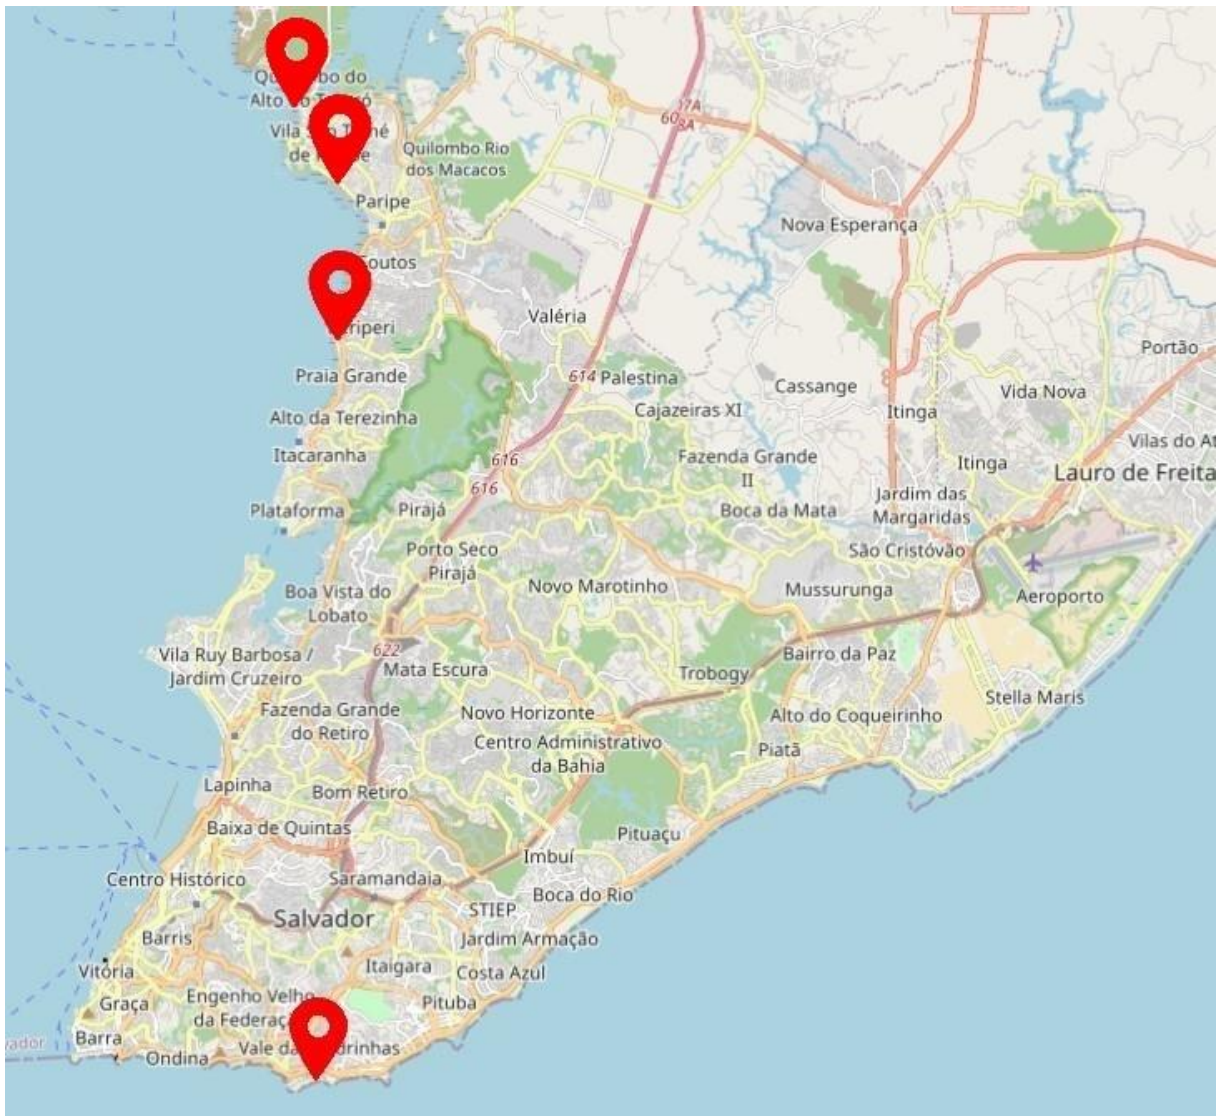 Quilombo do
Alto do
Vila
de
Quilombo Rio
dos Macacos
Paripe
Coutos
Valéria
Praia Grande
Alto da Terezinha
Itacaranha
Plataforma
Pirajá
Porto Seco
Pirajá
Boa Vista do
Lobato
607A
608A
614
616
616
622
Palestina
Cajazeiras XI
Fazenda Grande
II
Boca da Mata
Nova Esperança
Cassange
Itinga
Itinga
Portão
Vida Nova
Vilas do At
Lauro de Freita
Jardim das
Margaridas
São Cristóvão
Aeroporto
Mussurunga
Novo Marotinho
Bairro da Paz
Trobogy
Stella Maris
Alto do Coqueirinho
Piatã
Vila Ruy Barbosa /
Jardim Cruzeiro
Mata Escura
Fazenda Grande
do Retiro
Novo Horizonte
Centro Administrativo
da Bahia
Lapinha
Bom Retiro
Baixa de Quintas
Pituaçu
Imbuí
Boca do Rio
Centro Histórico
Saramandaia
Salvador
STIEP
Jardim Armação
Barris
Vitória
Itaigara
Costa Azul
Graça
Engenho Velho
da Federaçã
Pituba
Barra
vador
Ondina
Vale da drinhas